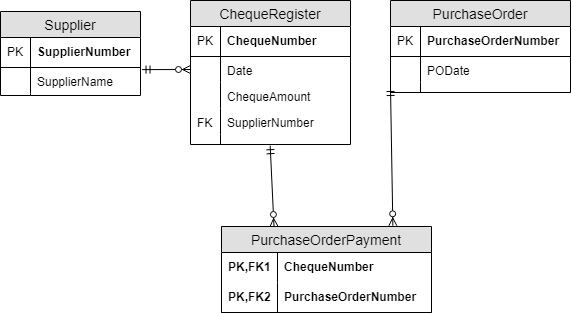 Supplier
PK SupplierNumber
SupplierName
ChequeRegister
PK ChequeNumber
Date
ChequeAmount
FK SupplierNumber
PurchaseOrder
PK PurchaseOrderNumber
PODate
PurchaseOrderPayment
PK,FK1 ChequeNumber
PK,FK2 PurchaseOrderNumber